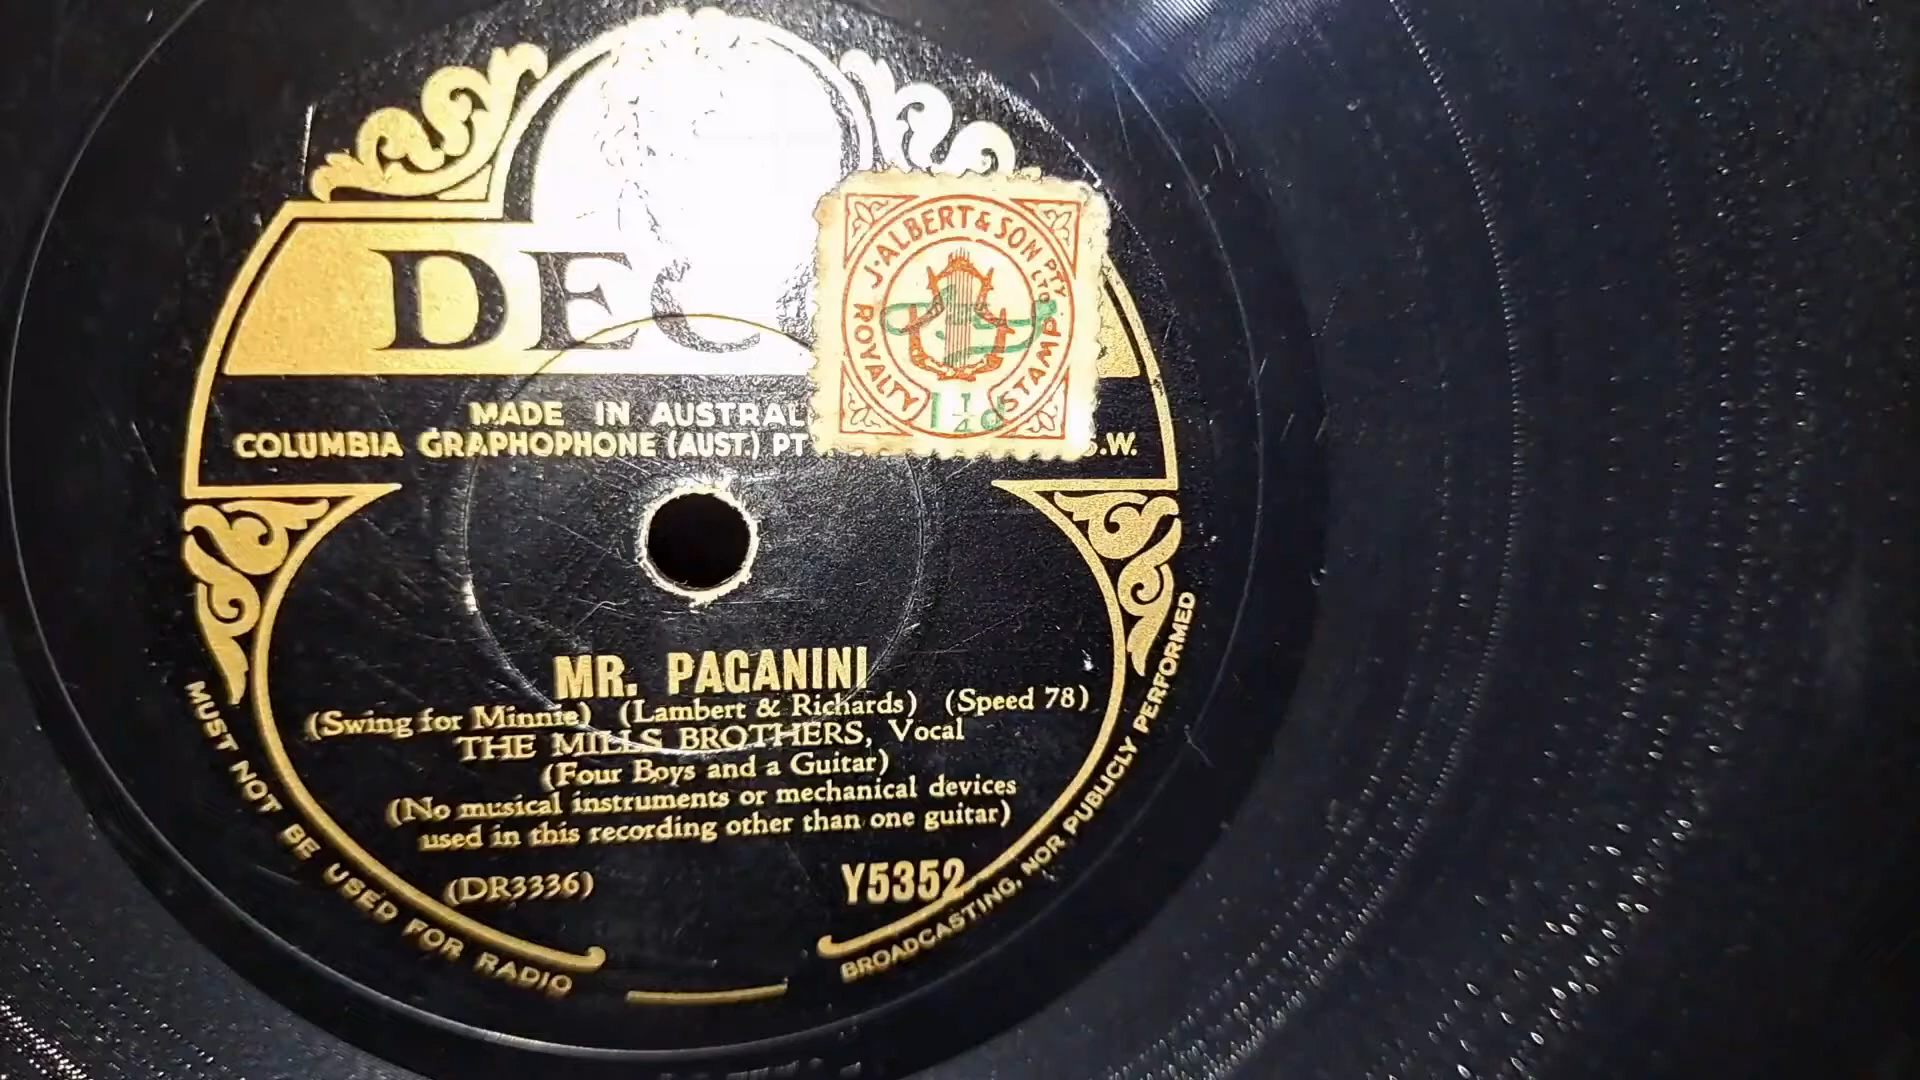 DEC
J. ALBERT & SON PTY LTD
ROYALTY STAMP
1 1/4 d
MADE IN AUSTRAL
COLUMBIA GRAPHOPHONE (AUST.) PT S.W.
MR. PAGANINI
(Swing for Minnie) (Lambert & Richards) (Speed 78)
THE MILLS BROTHERS, Vocal
(Four Boys and a Guitar)
(No musical instruments or mechanical devices
used in this recording other than one guitar)
(DR3336) Y5352
MUST NOT BE USED FOR RADIO BROADCASTING, NOR PUBLICLY PERFORMED